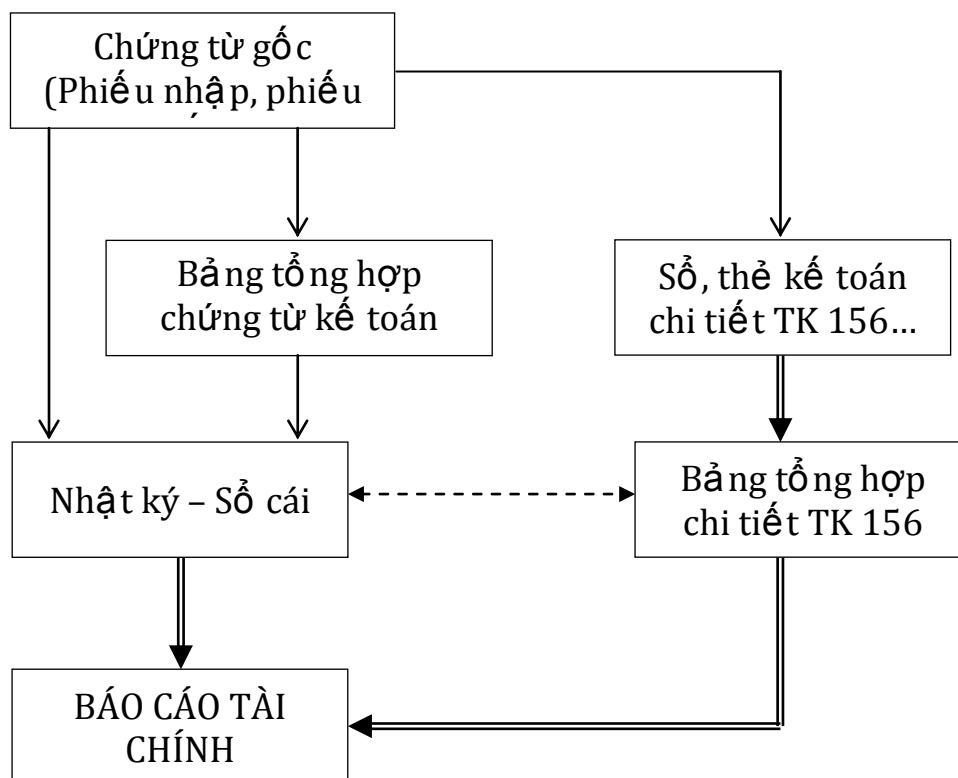 Chứng từ gốc
(Phiếu nhập, phiếu
Bảng tổng hợp
chứng từ kế toán
Sổ, thẻ kế toán
chi tiết TK 156...
Nhật ký – Sổ cái
Bảng tổng hợp
chi tiết TK 156
BÁO CÁO TÀI
CHÍNH